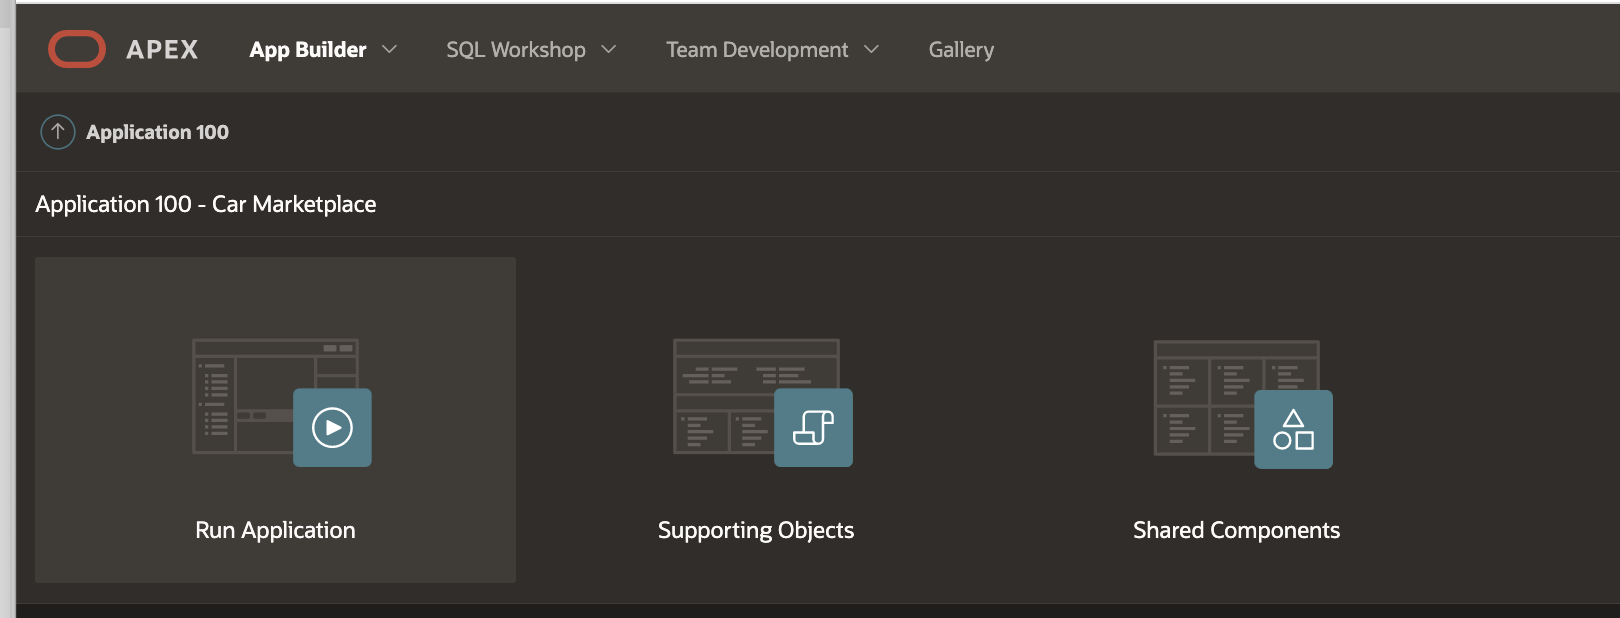 APEX App Builder SQL Workshop Team Development Gallery
Application 100
Application 100 - Car Marketplace
Run Application Supporting Objects Shared Components